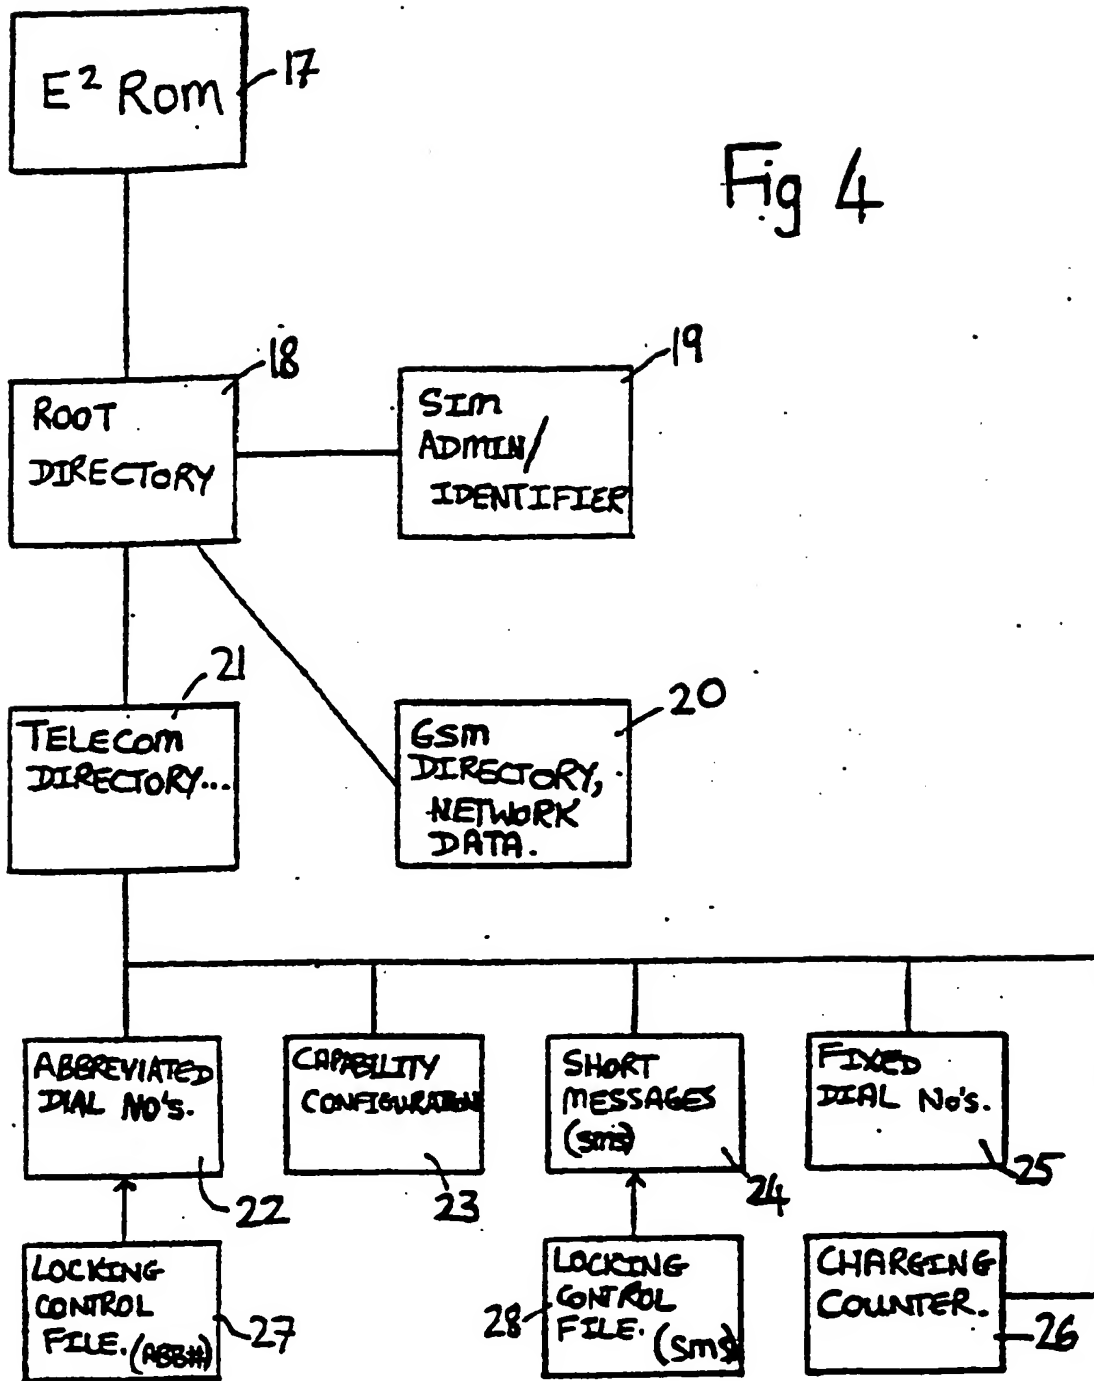 E² Rom
17
Fig 4
18
19
ROOT
DIRECTORY
SIM
ADMIN/
IDENTIFIER
21
20
TELECOM
DIRECTORY...
GSM
DIRECTORY,
NETWORK
DATA.
ABBREVIATED
DIAL NO'S.
22
CAPABILITY
CONFIGURATION
23
SHORT
MESSAGES
(SMS)
24
FIXED
DIAL No's.
25
LOCKING
CONTROL
FILE. (ABB#)
27
28
LOCKING
CONTROL
FILE. (SMS)
CHARGING
COUNTER.
26